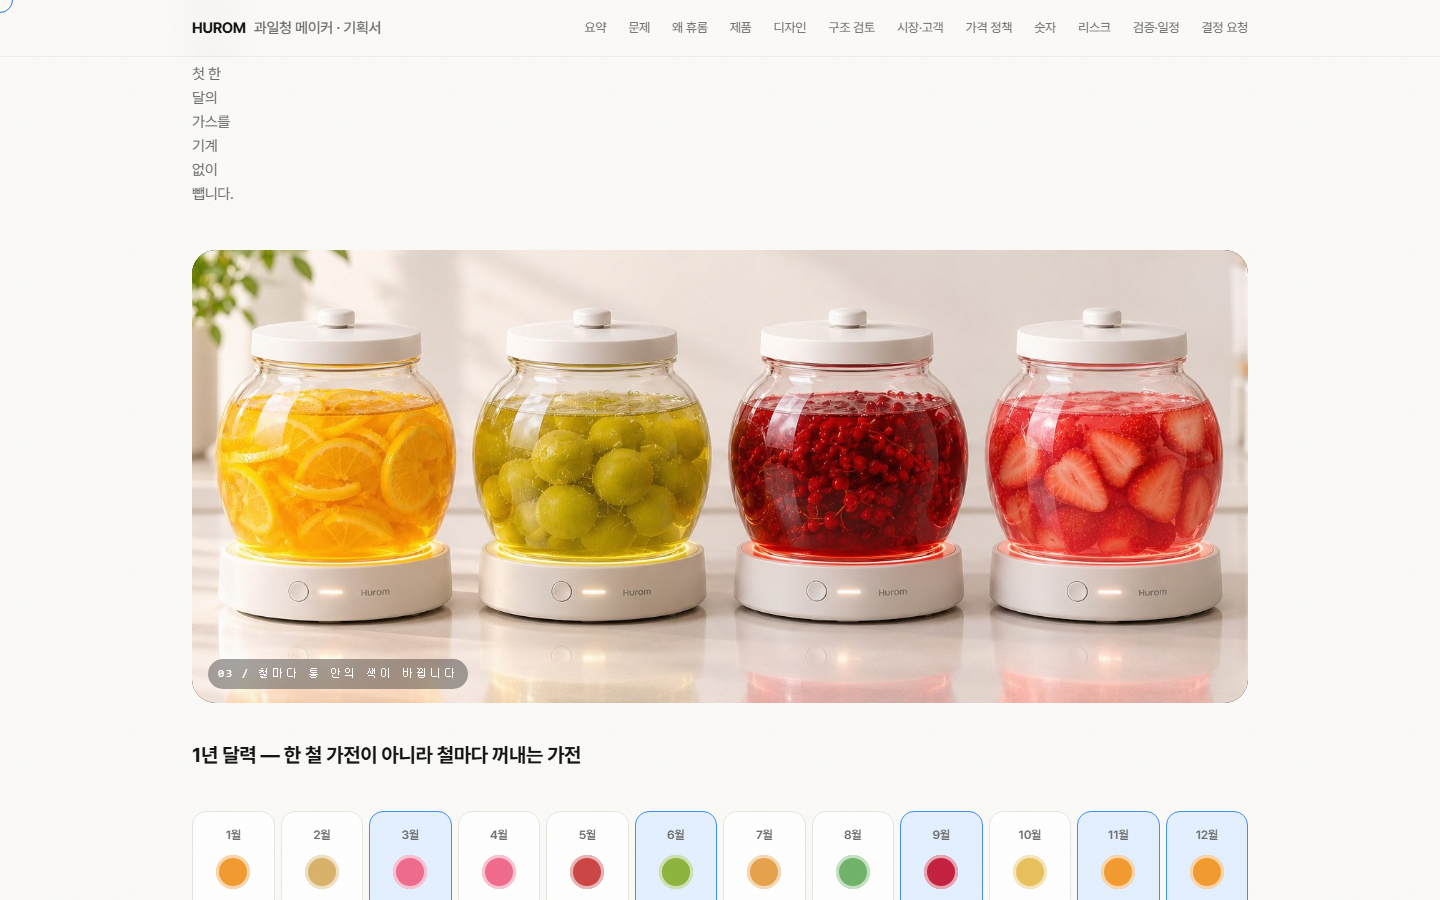 HUROM 과일청 메이커 · 기획서
요약 문제 왜 휴롬 제품 디자인 구조 검토 시장·고객 가격 정책 숫자 리스크 검증·일정 결정 요청
첫 한
달의
가스를
기계
없이
뺍니다.
Hurom Hurom Hurom Hurom
03 / 철마다 통 안의 색이 바뀝니다
1년 달력 — 한 철 가전이 아니라 철마다 꺼내는 가전
1월 2월 3월 4월 5월 6월 7월 8월 9월 10월 11월 12월